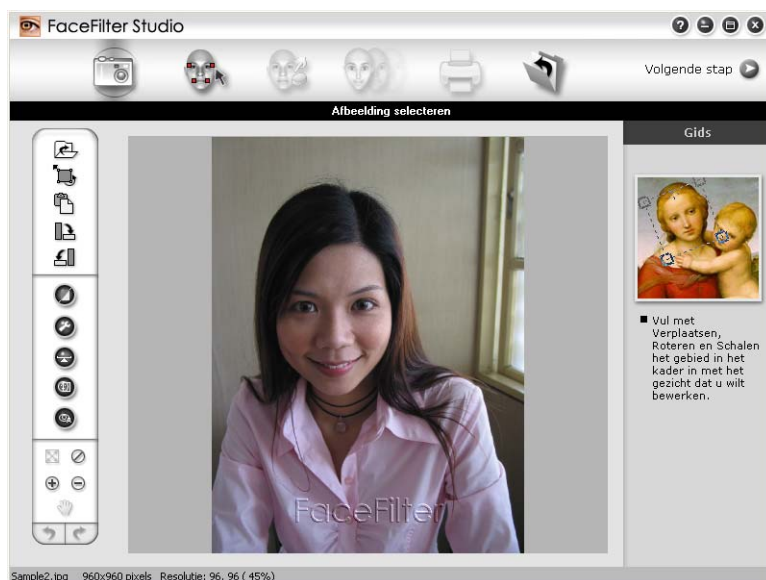 FaceFilter Studio
Volgende stap
Afbeelding selecteren
Gids
Vul met
Verplaatsen,
Roteren en Schalen
het gebied in het
kader in met het
gezicht dat u wilt
bewerken.
FaceFilter
Sample2.jpg 960x960 pixels Resolutie: 96, 96 ( 45%)